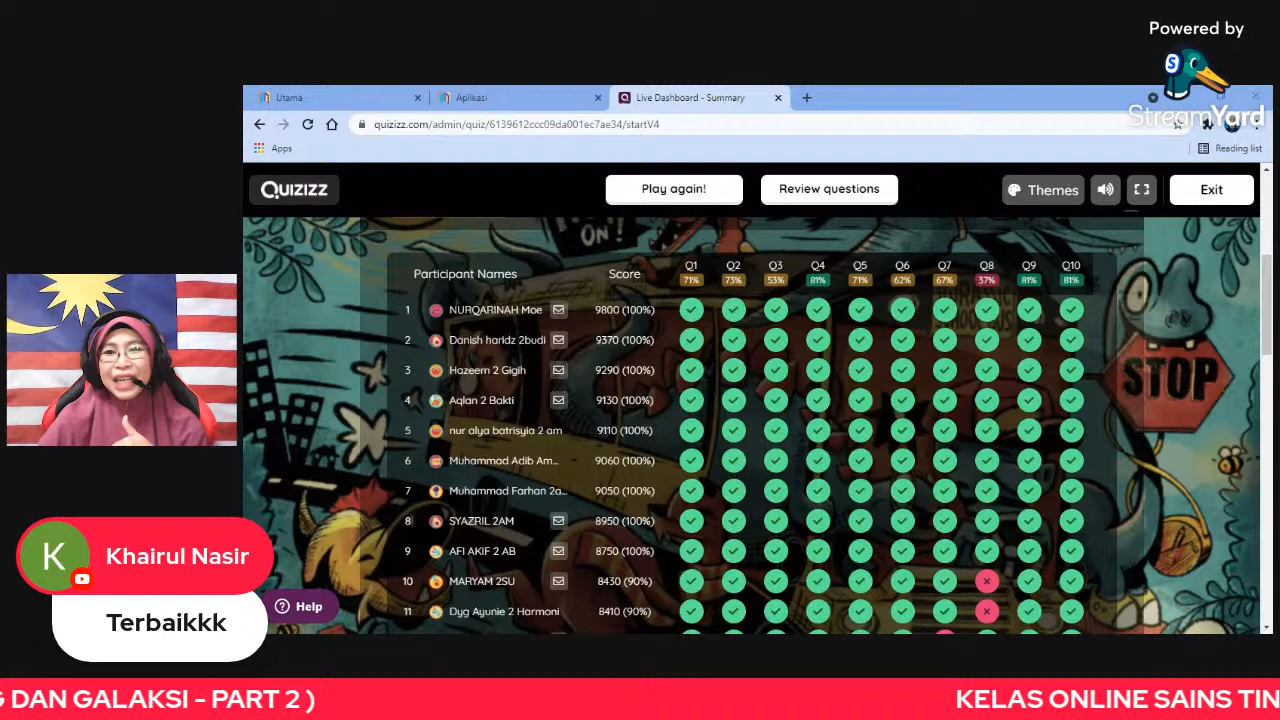 Powered by
StreamYard
Utama
Aplikasi
Live Dashboard - Summary
quizizz.com/admin/quiz/6139612ccc09da001ec7ae34/startV4
Apps
Reading list
QUIZIZZ
Play again!
Review questions
Themes
Exit
ON!
Participant Names Score Q1 Q2 Q3 Q4 Q5 Q6 Q7 Q8 Q9 Q10
71% 73% 53% 81% 71% 62% 67% 37% 81% 81%
1 NURQARINAH Moe 9800 (100%)
2 Danish harIdz 2budi 9370 (100%)
3 Hazeem 2 Gigih 9290 (100%)
4 Aqlan 2 Bakti 9130 (100%)
5 nur alya batrisyia 2 am 9110 (100%)
6 Muhammad Adib Am... 9060 (100%)
7 Muhammad Farhan 2a... 9050 (100%)
8 SYAZRIL 2AM 8950 (100%)
9 AFI AKIF 2 AB 8750 (100%)
10 MARYAM 2SU 8430 (90%)
11 Dyg Ayunie 2 Harmoni 8410 (90%)
STOP
K
Khairul Nasir
Terbaikkk
Help
G DAN GALAKSI - PART 2 )
KELAS ONLINE SAINS TIN